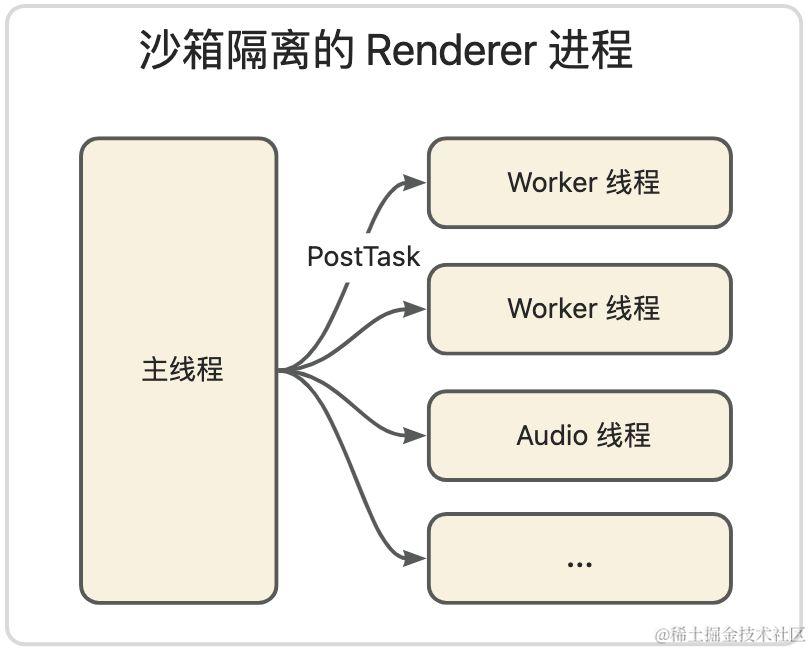 沙箱隔离的 Renderer 进程
Worker 线程
PostTask
Worker 线程
主线程
Audio 线程
...
@稀土掘金技术社区